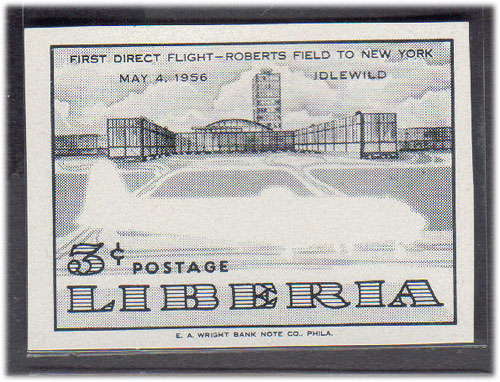 FIRST DIRECT FLIGHT—ROBERTS FIELD TO NEW YORK
MAY 4, 1956 IDLEWILD
3¢ POSTAGE
LIBERIA
E. A. WRIGHT BANK NOTE CO., PHILA.